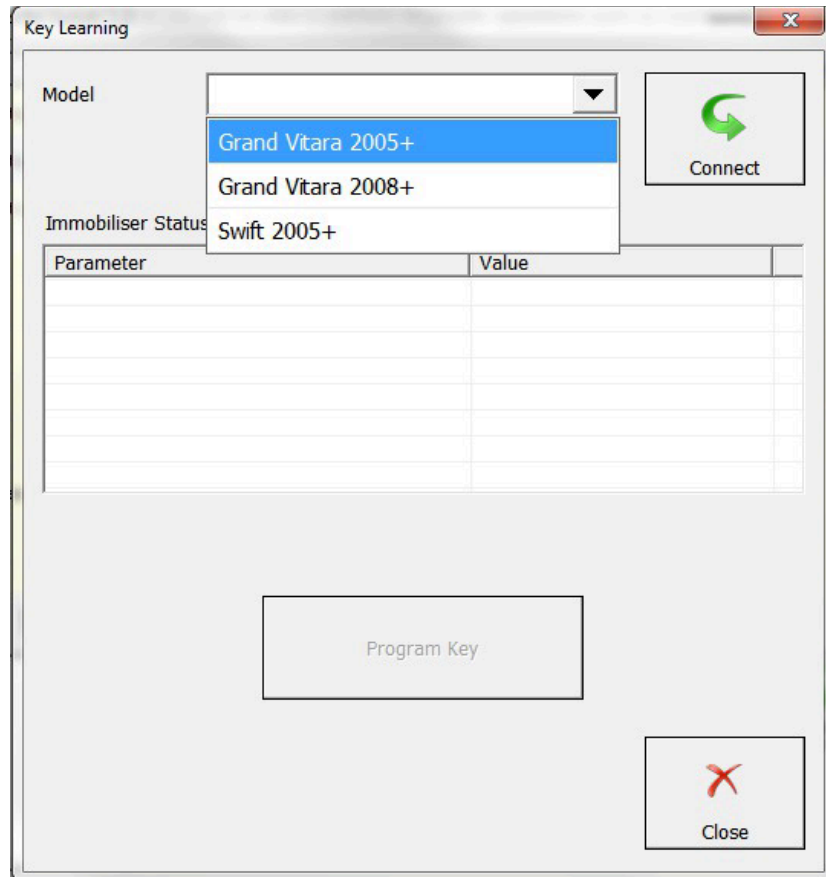 Key Learning
Model
Grand Vitara 2005+
Connect
Grand Vitara 2008+
Immobiliser Status
Swift 2005+
Parameter Value
Program Key
Close